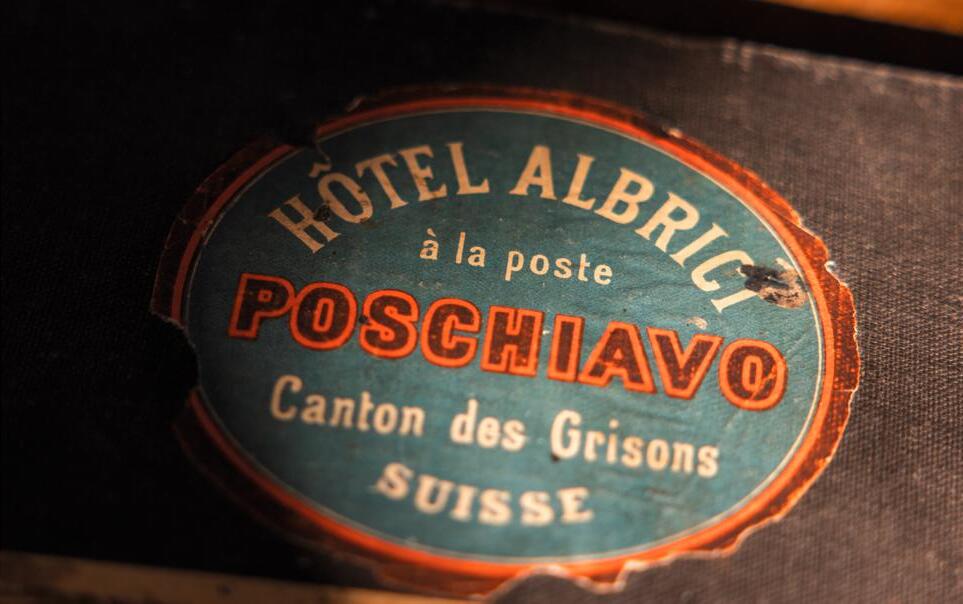 HÔTEL ALBRICI
à la poste
POSCHIAVO
Canton des Grisons
SUISSE